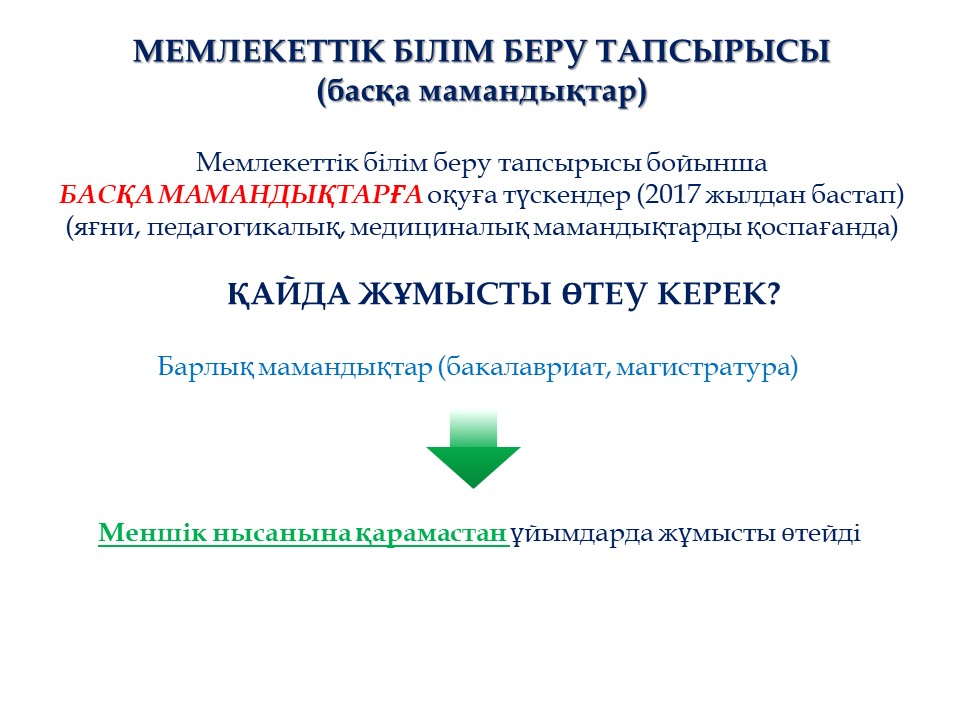 МЕМЛЕКЕТТІК БІЛІМ БЕРУ ТАПСЫРЫСЫ
(басқа мамандықтар)
Мемлекеттік білім беру тапсырысы бойынша
БАСҚА МАМАНДЫҚТАРҒА оқуға түскендер (2017 жылдан бастап)
(яғни, педагогикалық, медициналық мамандықтарды қоспағанда)
ҚАЙДА ЖҰМЫСТЫ ӨТЕУ КЕРЕК?
Барлық мамандықтар (бакалавриат, магистратура)
Меншік нысанына қарамастан ұйымдарда жұмысты өтейді